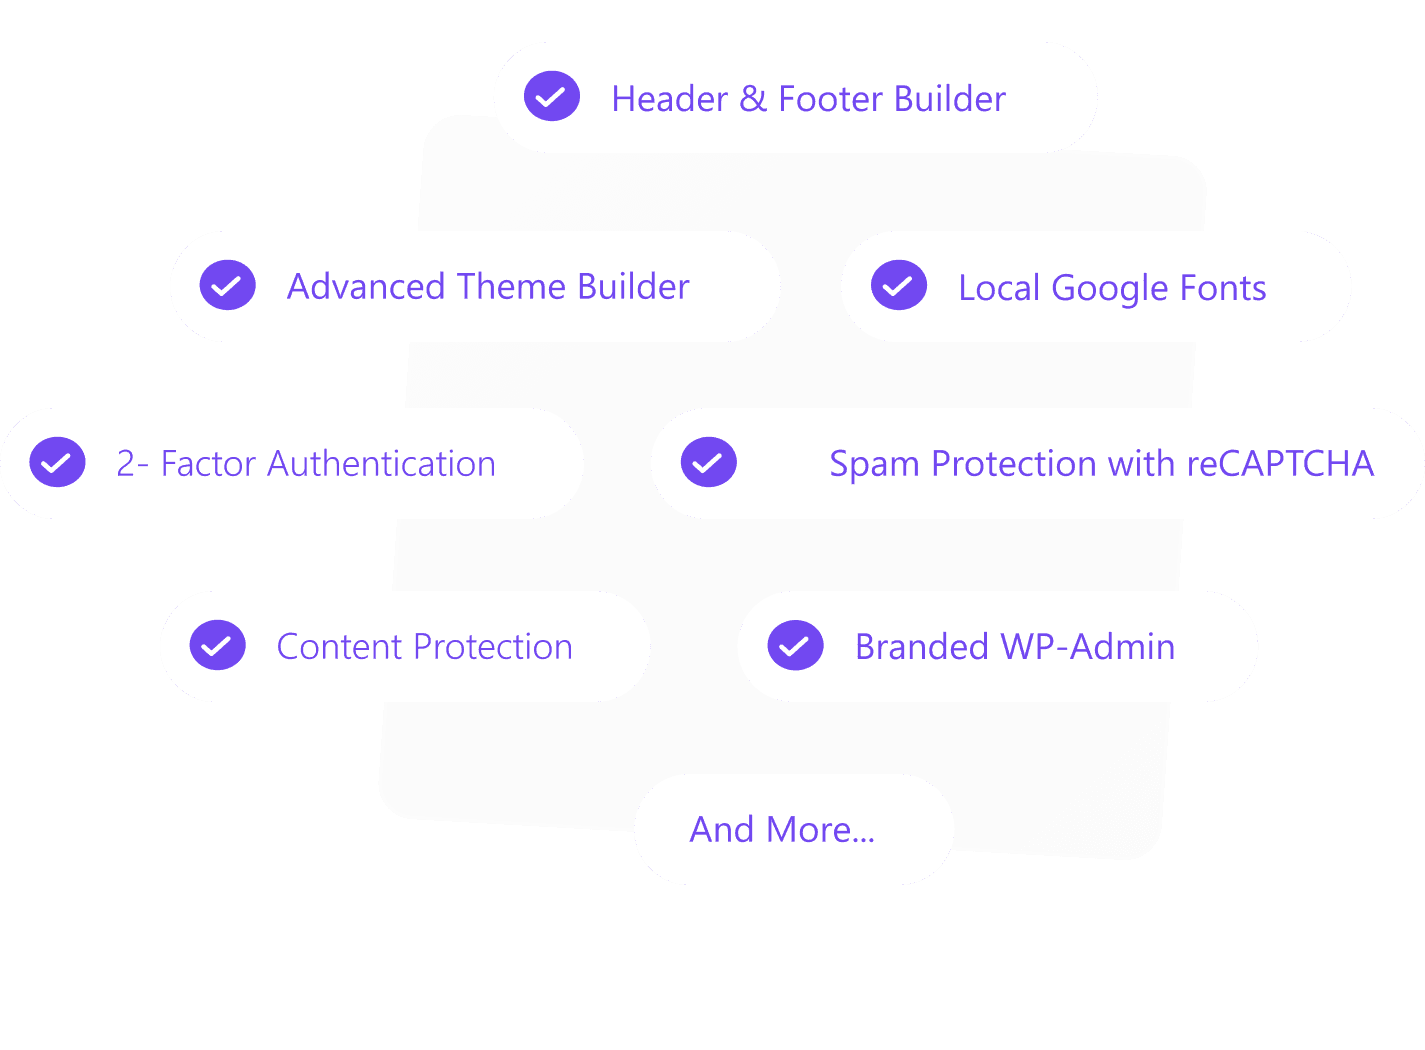 Header & Footer Builder
Advanced Theme Builder
Local Google Fonts
2- Factor Authentication
Spam Protection with reCAPTCHA
Content Protection
Branded WP-Admin
And More...